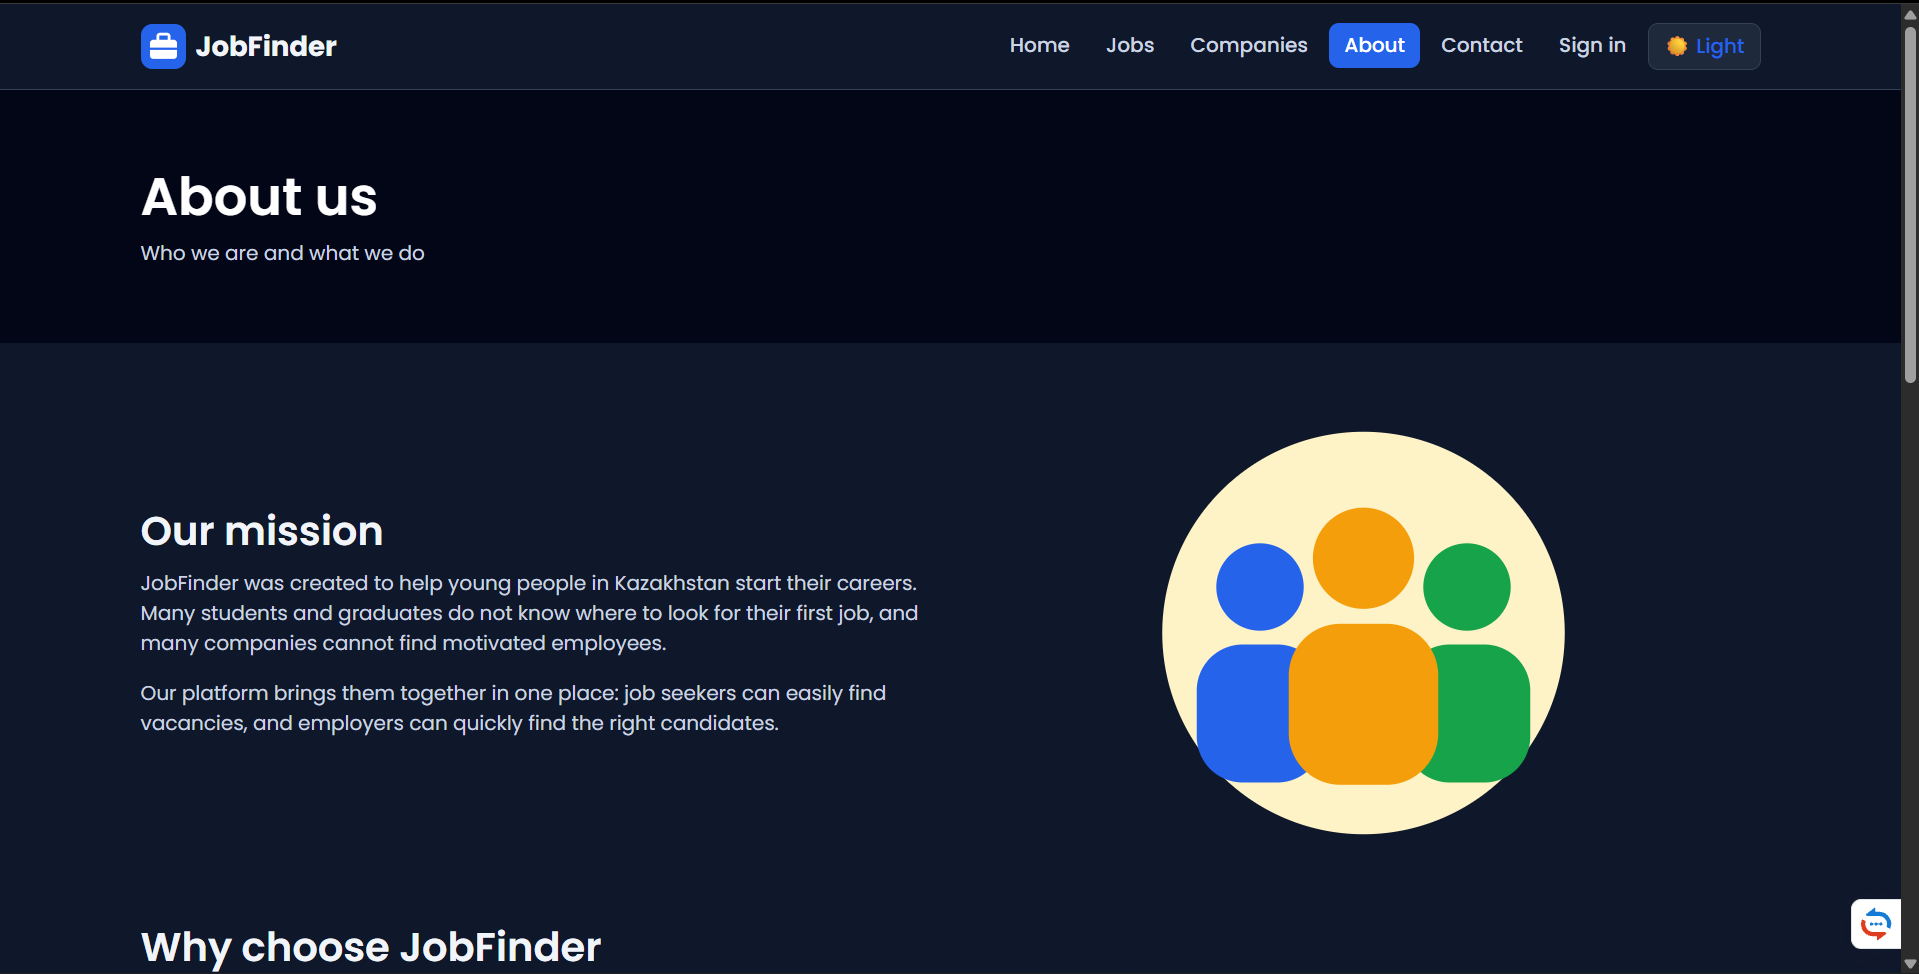 JobFinder
Home
Jobs
Companies
About
Contact
Sign in
Light
About us
Who we are and what we do
Our mission
JobFinder was created to help young people in Kazakhstan start their careers.
Many students and graduates do not know where to look for their first job, and
many companies cannot find motivated employees.
Our platform brings them together in one place: job seekers can easily find
vacancies, and employers can quickly find the right candidates.
Why choose JobFinder